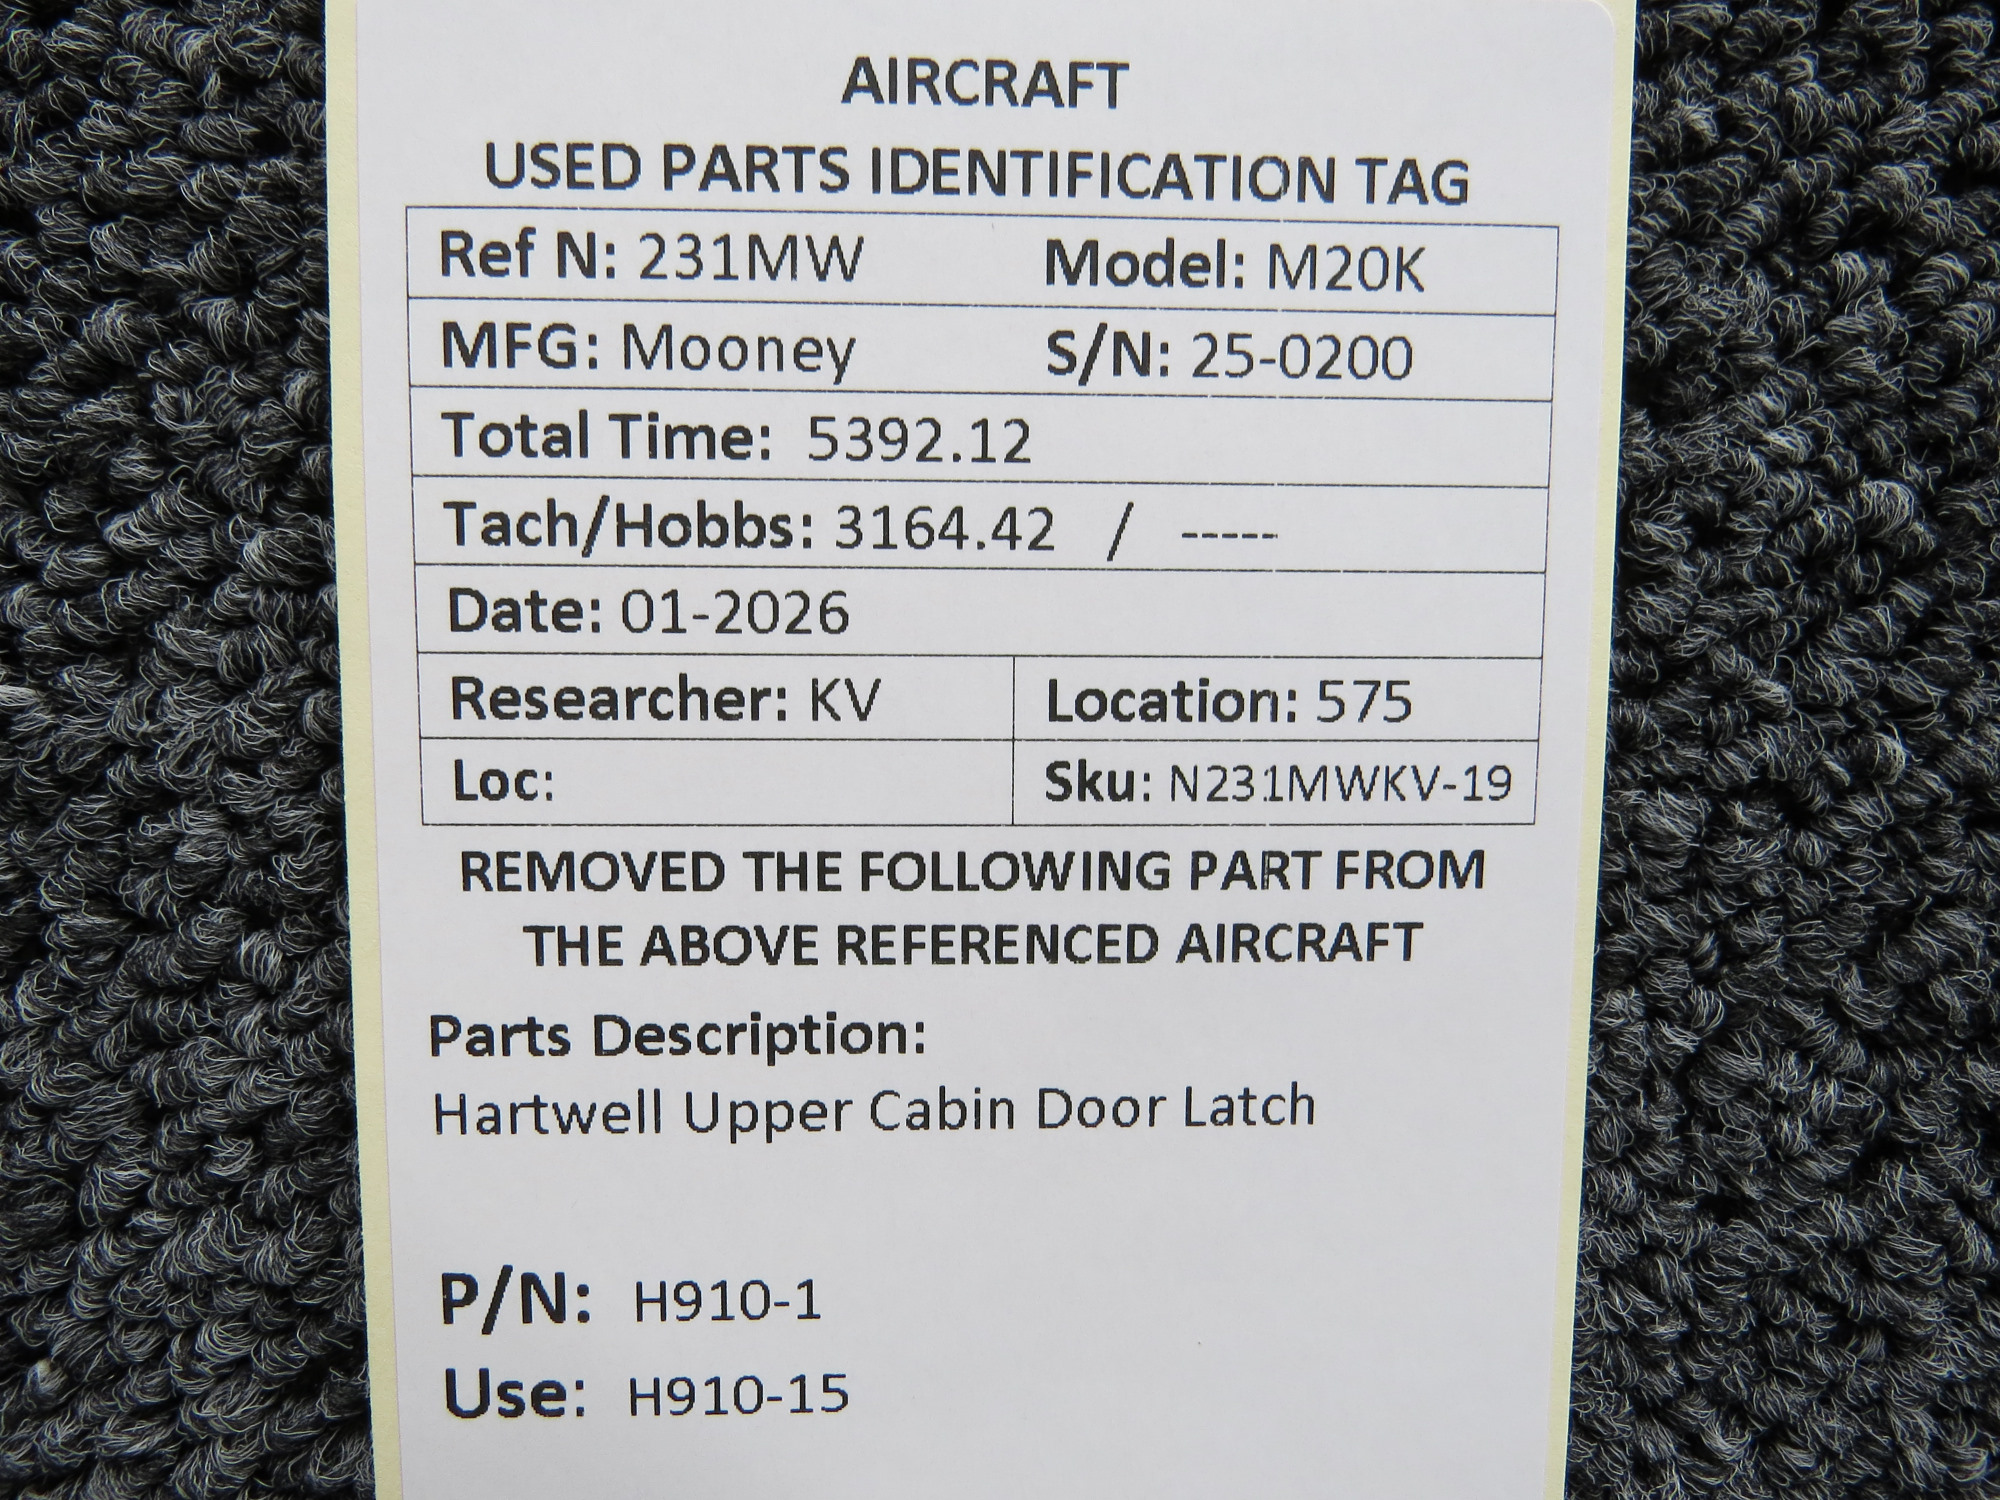 AIRCRAFT
USED PARTS IDENTIFICATION TAG
Ref N: 231MW Model: M20K
MFG: Mooney S/N: 25-0200
Total Time: 5392.12
Tach/Hobbs: 3164.42 / -----
Date: 01-2026
Researcher: KV Location: 575
Loc: Sku: N231MWKV-19
REMOVED THE FOLLOWING PART FROM
THE ABOVE REFERENCED AIRCRAFT
Parts Description:
Hartwell Upper Cabin Door Latch
P/N: H910-1
Use: H910-15